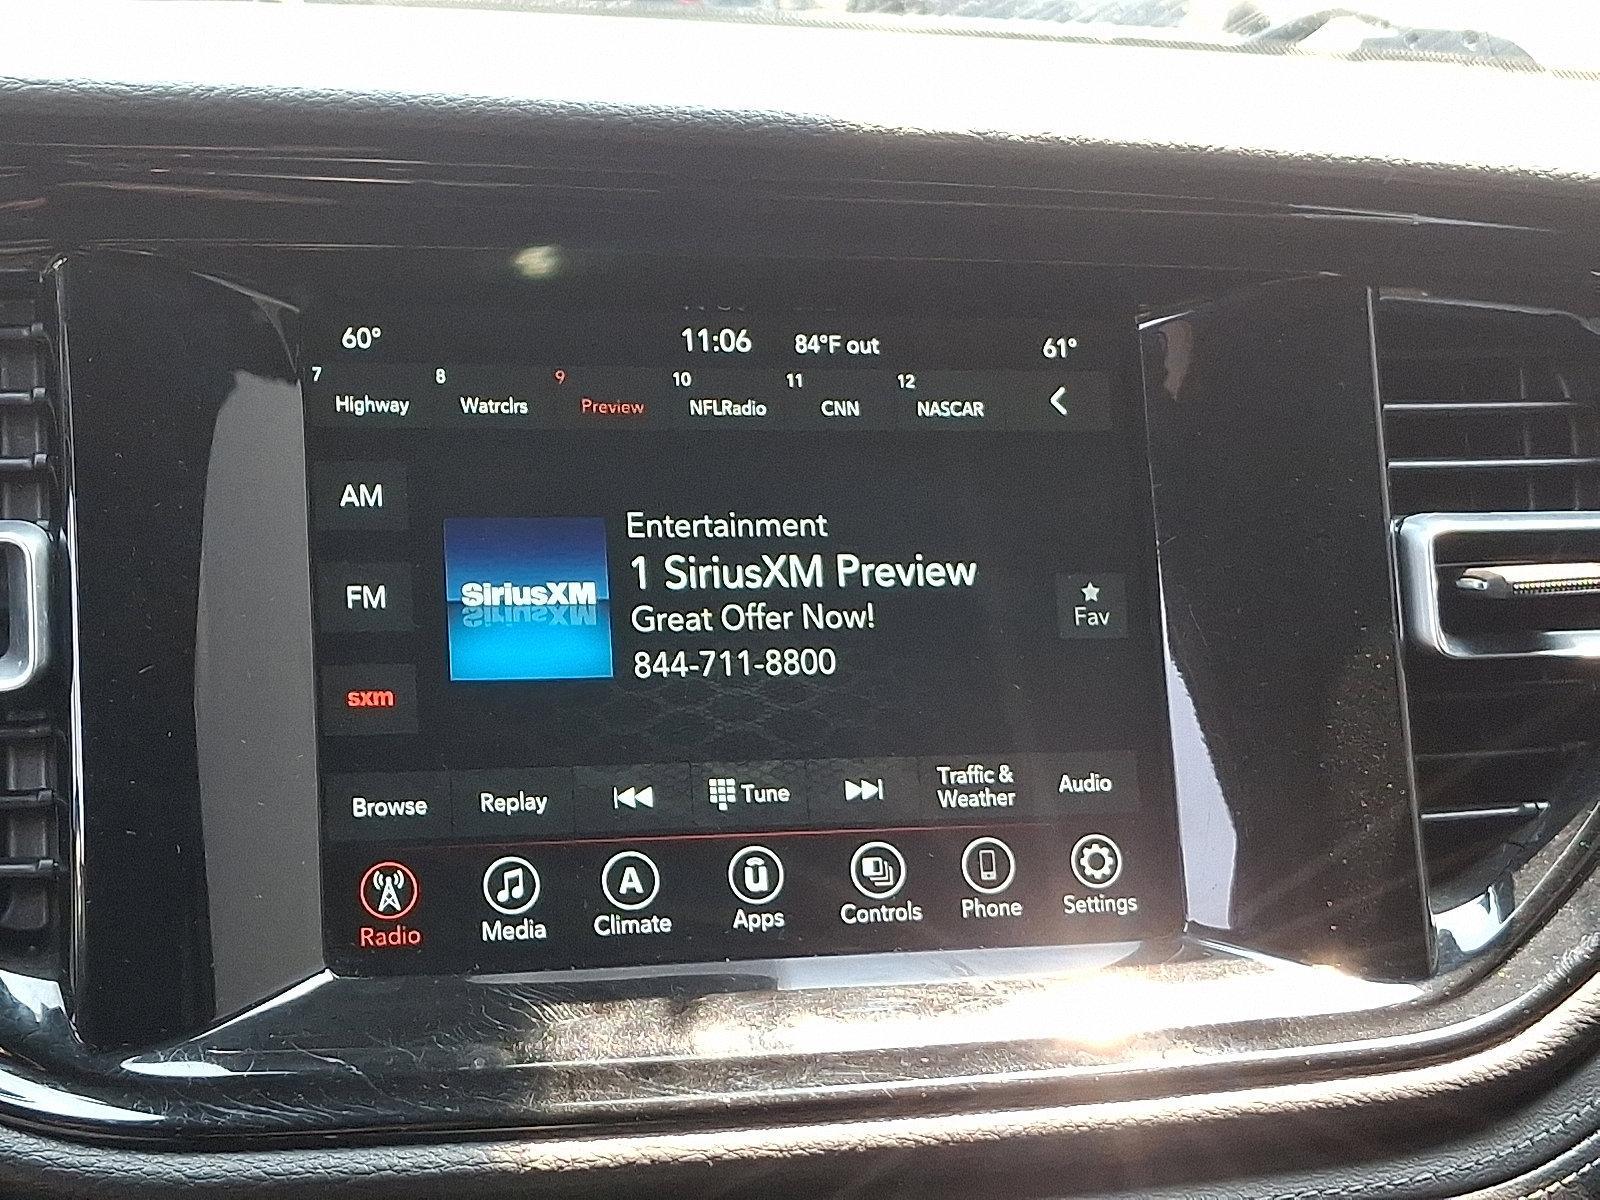 60° 11:06 84°F out 61°
7 Highway 8 Watrclrs 9 Preview 10 NFLRadio 11 CNN 12 NASCAR
AM
FM
sxm
SiriusXM
Entertainment
1 SiriusXM Preview
Great Offer Now!
844-711-8800
Fav
Browse Replay Tune Traffic & Weather Audio
Radio Media A Climate ū Apps Controls Phone Settings